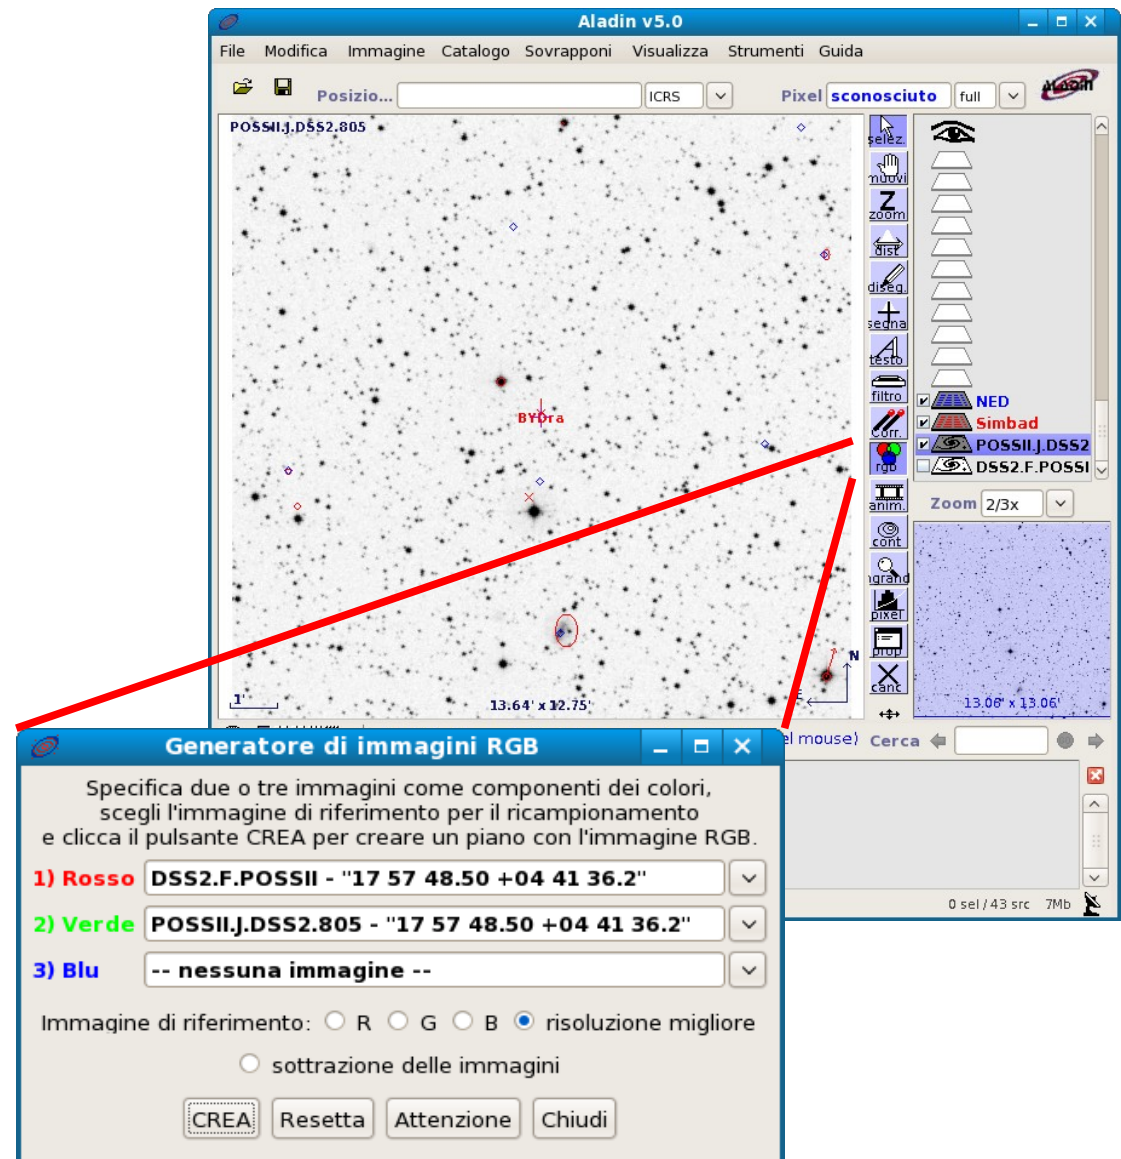 Aladin v5.0
File Modifica Immagine Catalogo Sovrapponi Visualizza Strumenti Guida
Posizio... ICRS Pixel sconosciuto full ALADIN
POSSII.J.DSS2.805
selez.
muovi
zoom
dist
diseg.
segna
testo
filtro
corr.
rgb
anim.
cont
ngrand
pixel
prop
canc
BYDra
1'
13.64' x 12.75'
N
E
NED
Simbad
POSSII.J.DSS2
DSS2.F.POSSI
Zoom 2/3x
13.06' x 13.06'
el mouse) Cerca
0 sel / 43 src 7Mb
Generatore di immagini RGB
Specifica due o tre immagini come componenti dei colori,
scegli l'immagine di riferimento per il ricampionamento
e clicca il pulsante CREA per creare un piano con l'immagine RGB.
1) Rosso DSS2.F.POSSII - "17 57 48.50 +04 41 36.2"
2) Verde POSSII.J.DSS2.805 - "17 57 48.50 +04 41 36.2"
3) Blu -- nessuna immagine --
Immagine di riferimento: R G B risoluzione migliore
sottrazione delle immagini
CREA Resetta Attenzione Chiudi